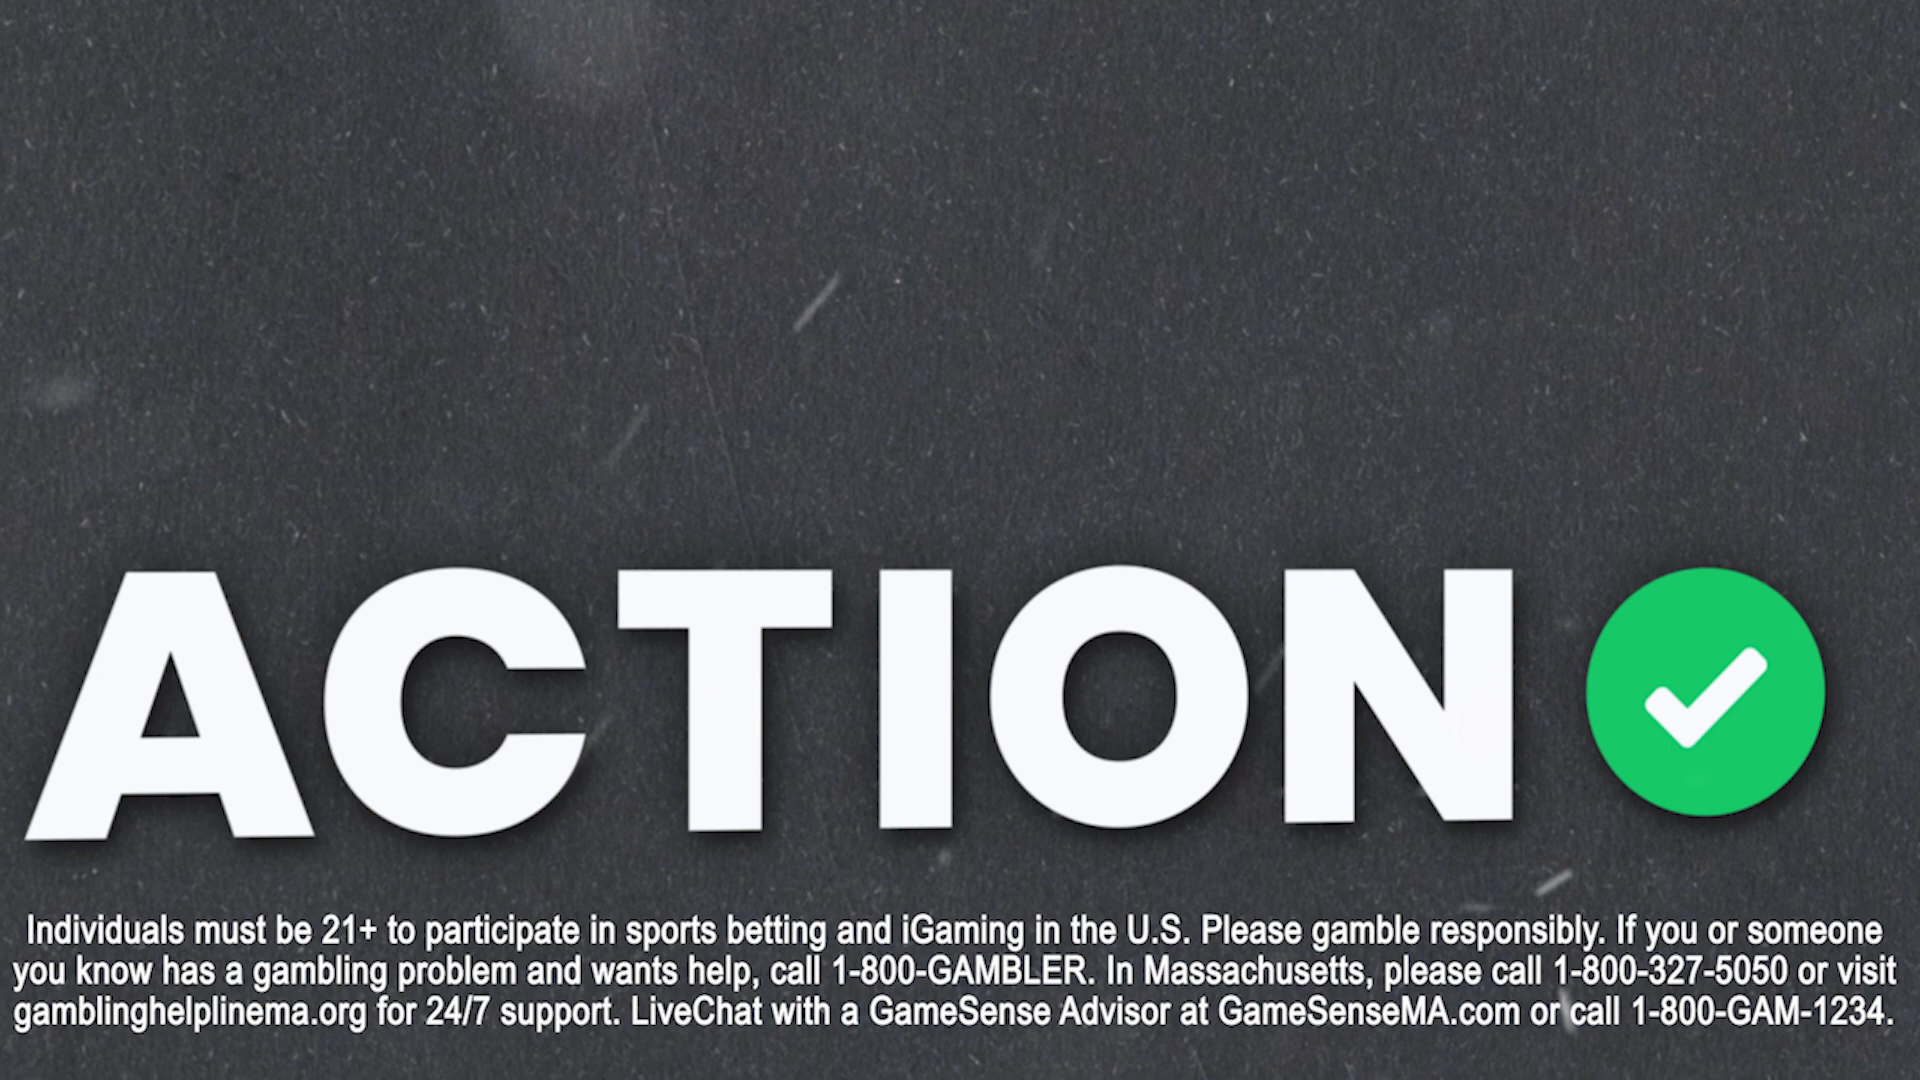 ACTION
Individuals must be 21+ to participate in sports betting and iGaming in the U.S. Please gamble responsibly. If you or someone
you know has a gambling problem and wants help, call 1-800-GAMBLER. In Massachusetts, please call 1-800-327-5050 or visit
gamblinghelplinema.org for 24/7 support. LiveChat with a GameSense Advisor at GameSenseMA.com or call 1-800-GAM-1234.